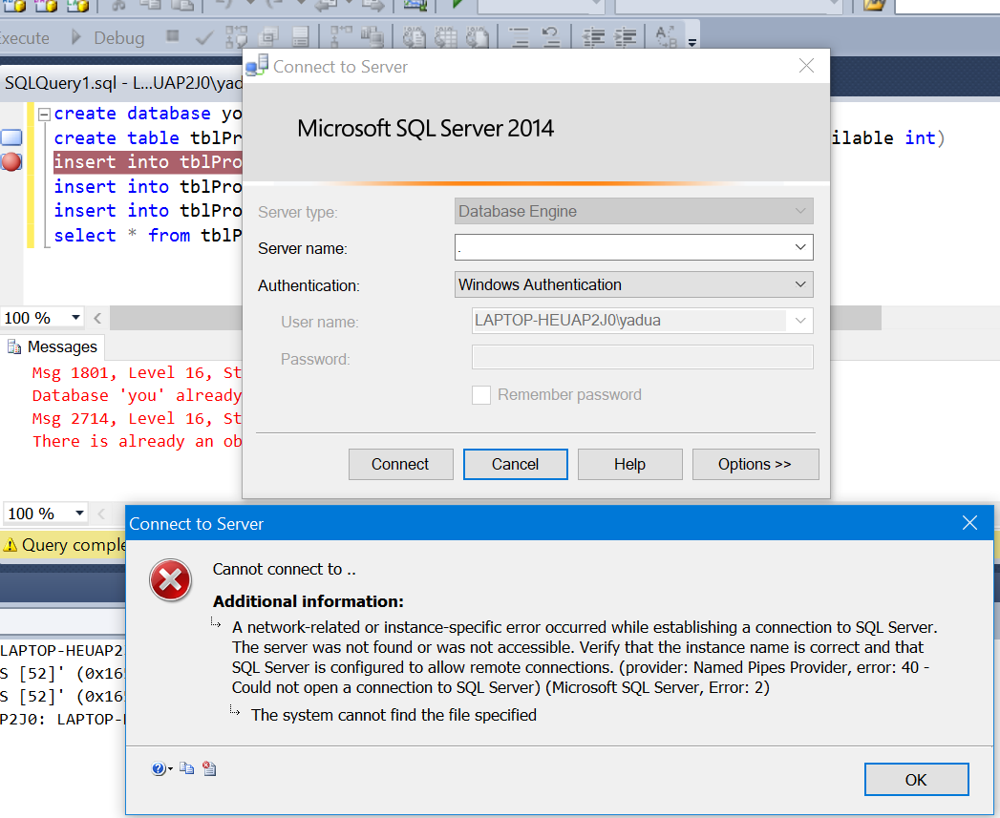 Execute
Debug
Connect to Server
SQLQuery1.sql - L...UAP2J0\yad
Microsoft SQL Server 2014
create database yo
create table tblPr
ilable int)
insert into tblPro
insert into tblPro
insert into tblPro
select * from tblP
Server type:
Database Engine
Server name:
.
Authentication:
Windows Authentication
100 %
User name:
LAPTOP-HEUAP2J0\yadua
Messages
Password:
Msg 1801, Level 16, St
Database 'you' already
Remember password
Msg 2714, Level 16, St
There is already an ob
Connect
Cancel
Help
Options >>
100 %
Connect to Server
Query comple
Cannot connect to ..
Additional information:
A network-related or instance-specific error occurred while establishing a connection to SQL Server.
The server was not found or was not accessible. Verify that the instance name is correct and that
SQL Server is configured to allow remote connections. (provider: Named Pipes Provider, error: 40 -
Could not open a connection to SQL Server) (Microsoft SQL Server, Error: 2)
The system cannot find the file specified
LAPTOP-HEUAP2
S [52]' (0x16
S [52]' (0x16
P2J0: LAPTOP-
OK